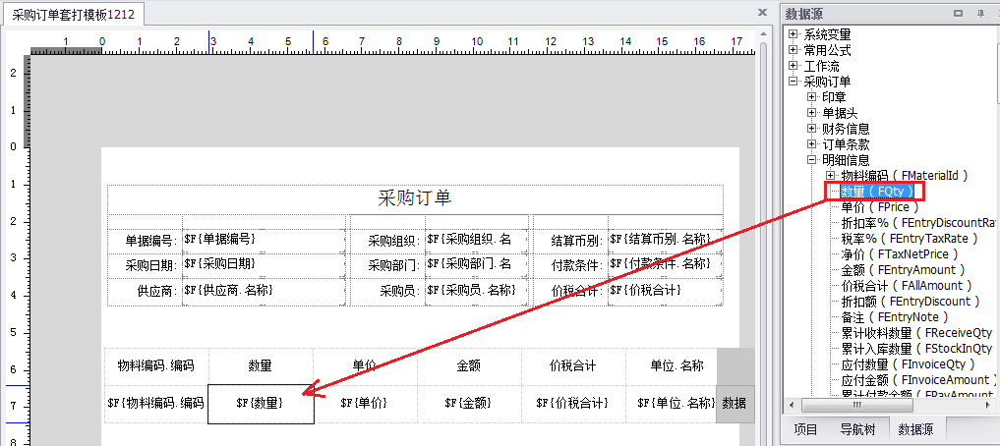 采购订单套打模板1212
数据源
1 0 1 2 3 4 5 6 7 8 9 10 11 12 13 14 15 16 17
2
1
0
1
2
3
4
5
6
7
8
采购订单
单据编号: $F{单据编号} 采购组织: $F{采购组织.名 结算币别: $F{结算币别.名称}
采购日期: $F{采购日期} 采购部门: $F{采购部门.名 付款条件: $F{付款条件.名称}
供应商: $F{供应商.名称} 采购员: $F{采购员.名称} 价税合计: $F{价税合计}
物料编码.编码 数量 单价 金额 价税合计 单位.名称
$F{物料编码.编码 $F{数量} $F{单价} $F{金额} $F{价税合计} $F{单位.名称} 数据
系统变量
常用公式
工作流
采购订单
印章
单据头
财务信息
订单条款
明细信息
物料编码 ( FMaterialId )
数量 ( FQty )
单价 ( FPrice )
折扣率% ( FEntryDiscountRa
税率% ( FEntryTaxRate )
净价 ( FTaxNetPrice )
金额 ( FEntryAmount )
价税合计 ( FAllAmount )
折扣额 ( FEntryDiscount )
备注 ( FEntryNote )
累计收料数量 ( FReceiveQty
累计入库数量 ( FStockInQty
应付数量 ( FInvoiceQty )
应付金额 ( FInvoiceAmount )
累计付款金额 ( FPayAmount )
项目 导航树 数据源